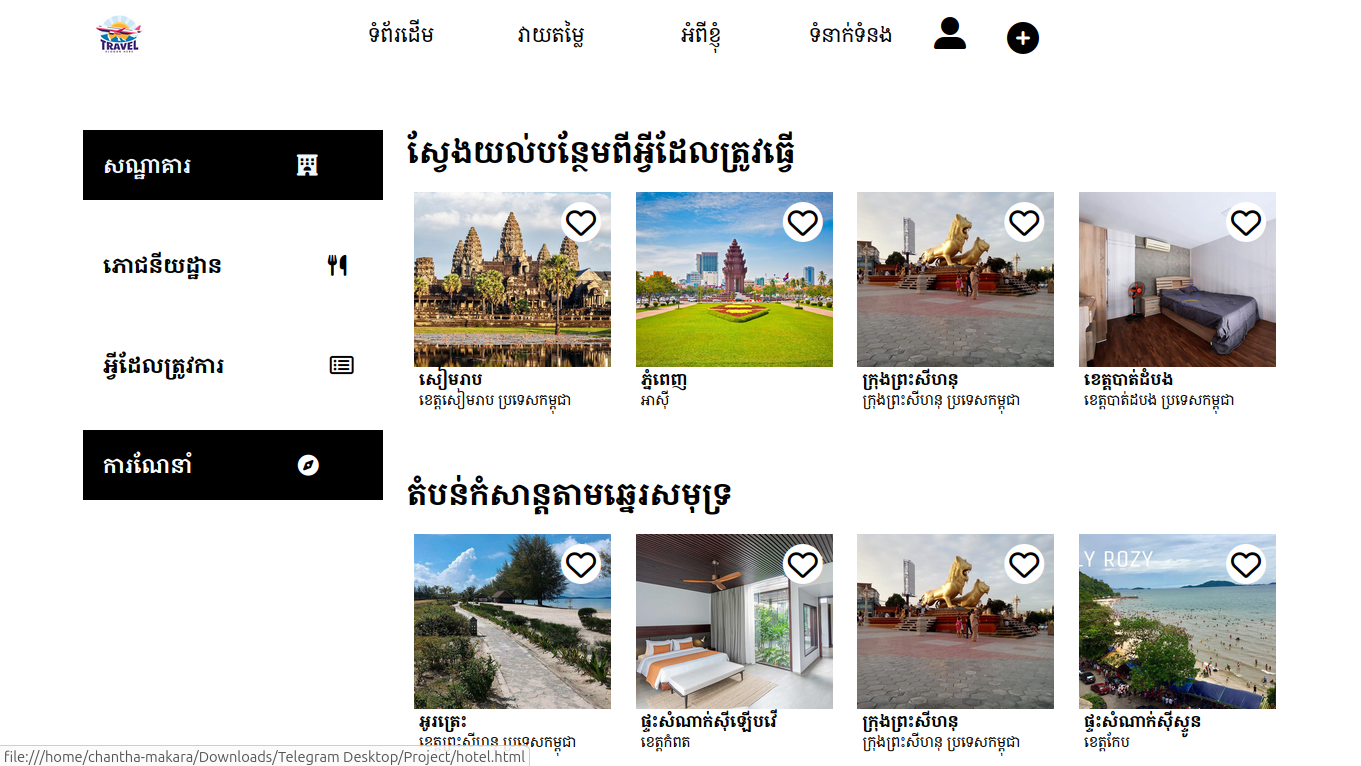 TRAVEL
ទំព័រដើម
វាយតម្លៃ
អំពីខ្ញុំ
ទំនាក់ទំនង
សណ្ឋាគារ
ភោជនីយដ្ឋាន
អ្វីដែលត្រូវការ
ការណែនាំ
ស្វែងយល់បន្ថែមពីអ្វីដែលត្រូវធ្វើ
សៀមរាប
ខេត្តសៀមរាប ប្រទេសកម្ពុជា
ភ្នំពេញ
អាស៊ី
ក្រុងព្រះសីហនុ
ក្រុងព្រះសីហនុ ប្រទេសកម្ពុជា
ខេត្តបាត់ដំបង
ខេត្តបាត់ដបង ប្រទេសកម្ពុជា
តំបន់កំសាន្តតាមឆ្នេរសមុទ្រ
LY ROZY
អូរត្រេះ
ខេត្តព្រះសីហនុ ប្រទេសកម្ពុជា
ផ្ទះសំណាក់ស៊ីឡើបវើ
ខេត្តកំពត
ក្រុងព្រះសីហនុ
ក្រុងព្រះសីហនុ ប្រទេសកម្ពុជា
ផ្ទះសំណាក់ស៊ីស្ទូន
ខេត្តកែប
file:///home/chantha-makara/Downloads/Telegram Desktop/Project/hotel.html